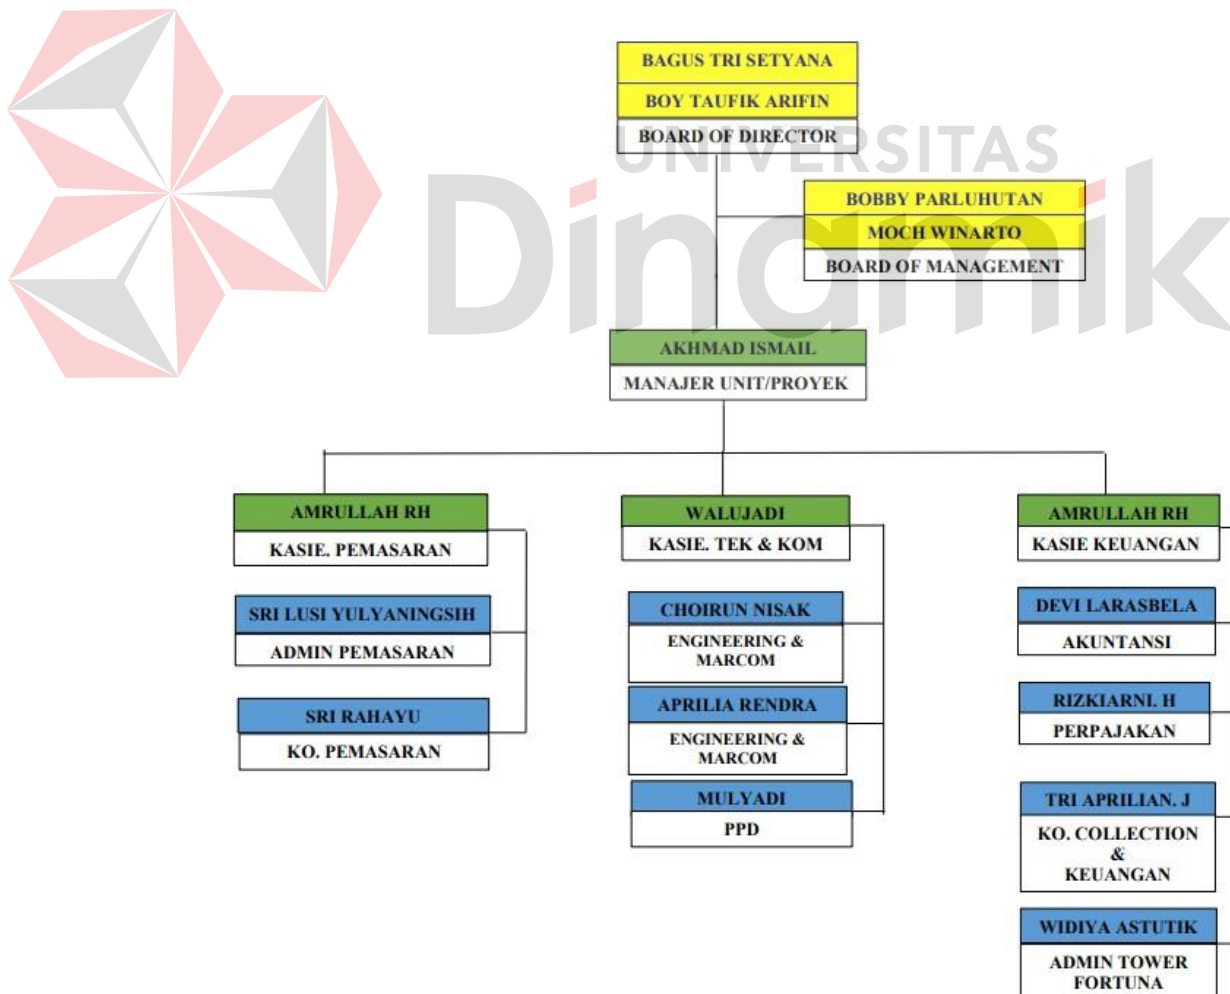 BAGUS TRI SETYANA
BOY TAUFIK ARIFIN
BOARD OF DIRECTOR
UNIVERSITAS
Dinamik
BOBBY PARLUHUTAN
MOCH WINARTO
BOARD OF MANAGEMENT
AKHMAD ISMAIL
MANAJER UNIT/PROYEK
AMRULLAH RH
KASIE. PEMASARAN
SRI LUSI YULYANINGSIH
ADMIN PEMASARAN
SRI RAHAYU
KO. PEMASARAN
WALUJADI
KASIE. TEK & KOM
CHOIRUN NISAK
ENGINEERING &
MARCOM
APRILIA RENDRA
ENGINEERING &
MARCOM
MULYADI
PPD
AMRULLAH RH
KASIE KEUANGAN
DEVI LARASBELA
AKUNTANSI
RIZKIARNI. H
PERPAJAKAN
TRI APRILIAN. J
KO. COLLECTION
&
KEUANGAN
WIDIYA ASTUTIK
ADMIN TOWER
FORTUNA